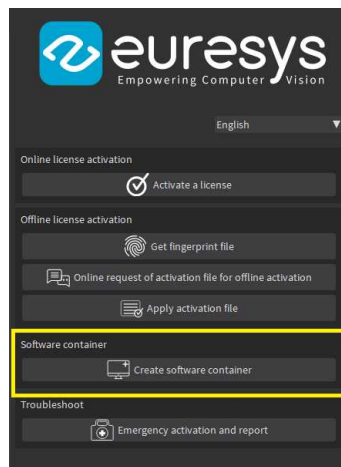 euresys
Empowering Computer Vision
English
Online license activation
Activate a license
Offline license activation
Get fingerprint file
Online request of activation file for offline activation
Apply activation file
Software container
Create software container
Troubleshoot
Emergency activation and report